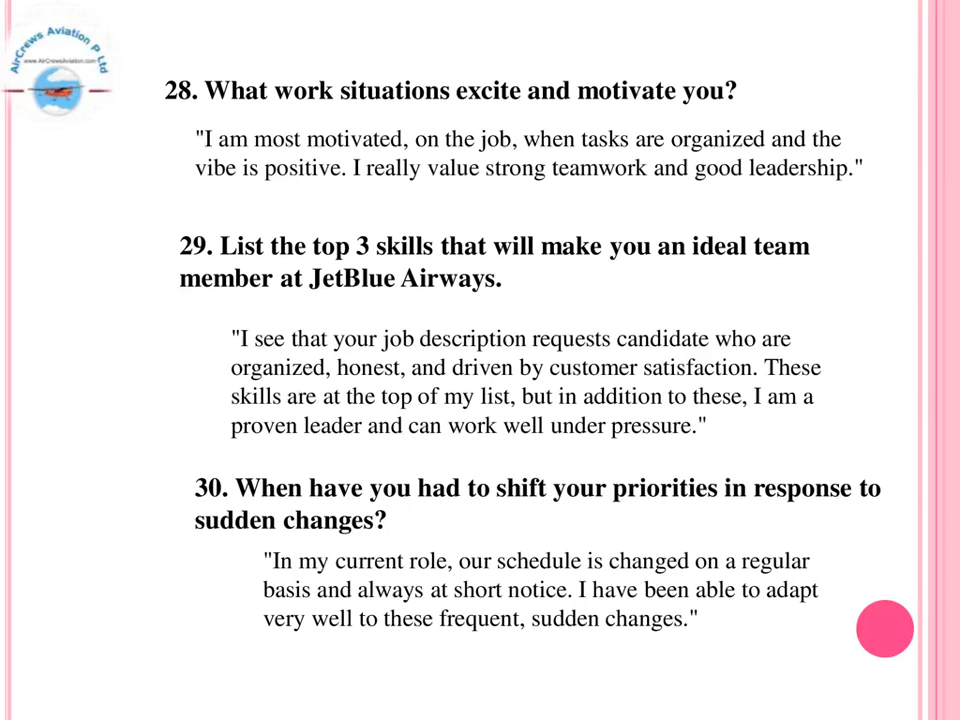 AirCrews Aviation P Ltd
www.AirCrewsAviation.com
28. What work situations excite and motivate you?
"I am most motivated, on the job, when tasks are organized and the
vibe is positive. I really value strong teamwork and good leadership."
29. List the top 3 skills that will make you an ideal team
member at JetBlue Airways.
"I see that your job description requests candidate who are
organized, honest, and driven by customer satisfaction. These
skills are at the top of my list, but in addition to these, I am a
proven leader and can work well under pressure."
30. When have you had to shift your priorities in response to
sudden changes?
"In my current role, our schedule is changed on a regular
basis and always at short notice. I have been able to adapt
very well to these frequent, sudden changes."